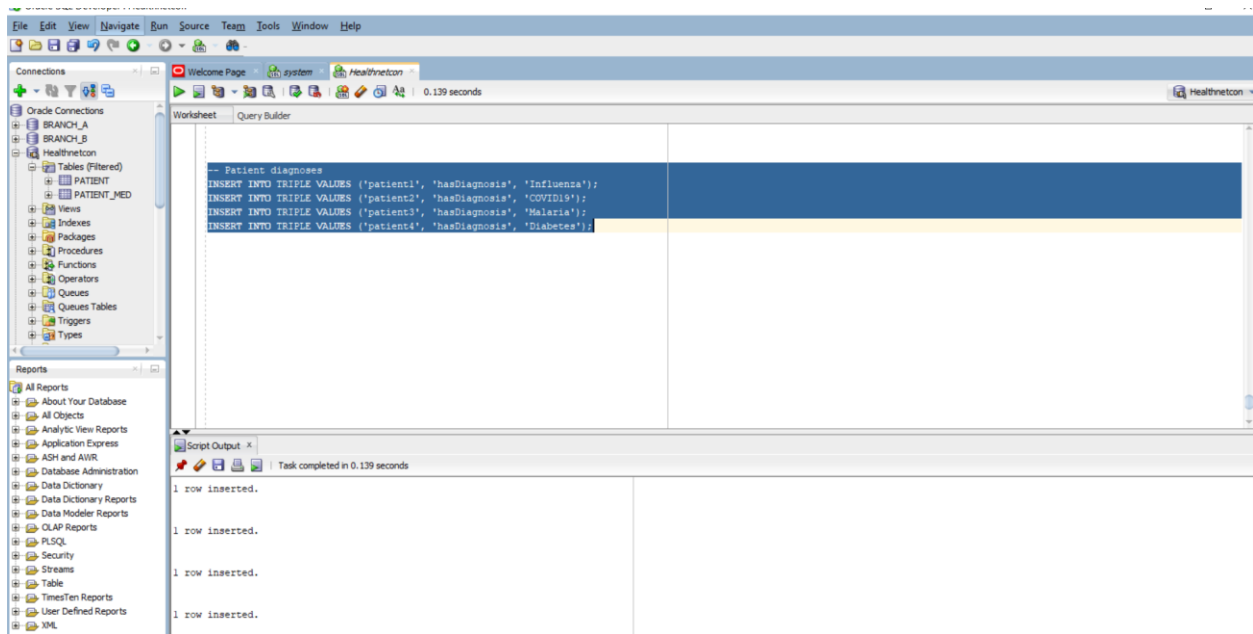 File Edit View Navigate Run Source Team Tools Window Help
Connections
Welcome Page system Healthnetcon
0.139 seconds Healthnetcon
Worksheet Query Builder
Oracle Connections
BRANCH_A
BRANCH_B
Healthnetcon
Tables (Filtered)
PATIENT
PATIENT_MED
Views
Indexes
Packages
Procedures
Functions
Operators
Queues
Queues Tables
Triggers
Types
-- Patient diagnoses
INSERT INTO TRIPLE VALUES ('patient1', 'hasDiagnosis', 'Influenza');
INSERT INTO TRIPLE VALUES ('patient2', 'hasDiagnosis', 'COVID19');
INSERT INTO TRIPLE VALUES ('patient3', 'hasDiagnosis', 'Malaria');
INSERT INTO TRIPLE VALUES ('patient4', 'hasDiagnosis', 'Diabetes');
Reports
All Reports
About Your Database
All Objects
Analytic View Reports
Application Express
ASH and AWR
Database Administration
Data Dictionary
Data Dictionary Reports
Data Modeler Reports
OLAP Reports
PLSQL
Security
Streams
Table
TimesTen Reports
User Defined Reports
XML
Script Output
Task completed in 0.139 seconds
1 row inserted.
1 row inserted.
1 row inserted.
1 row inserted.